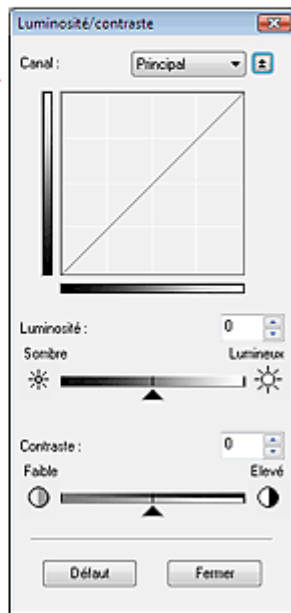 Luminosité/contraste
Canal : Principal
Luminosité : 0
Sombre Lumineux
Contraste : 0
Faible Elevé
Défaut Fermer